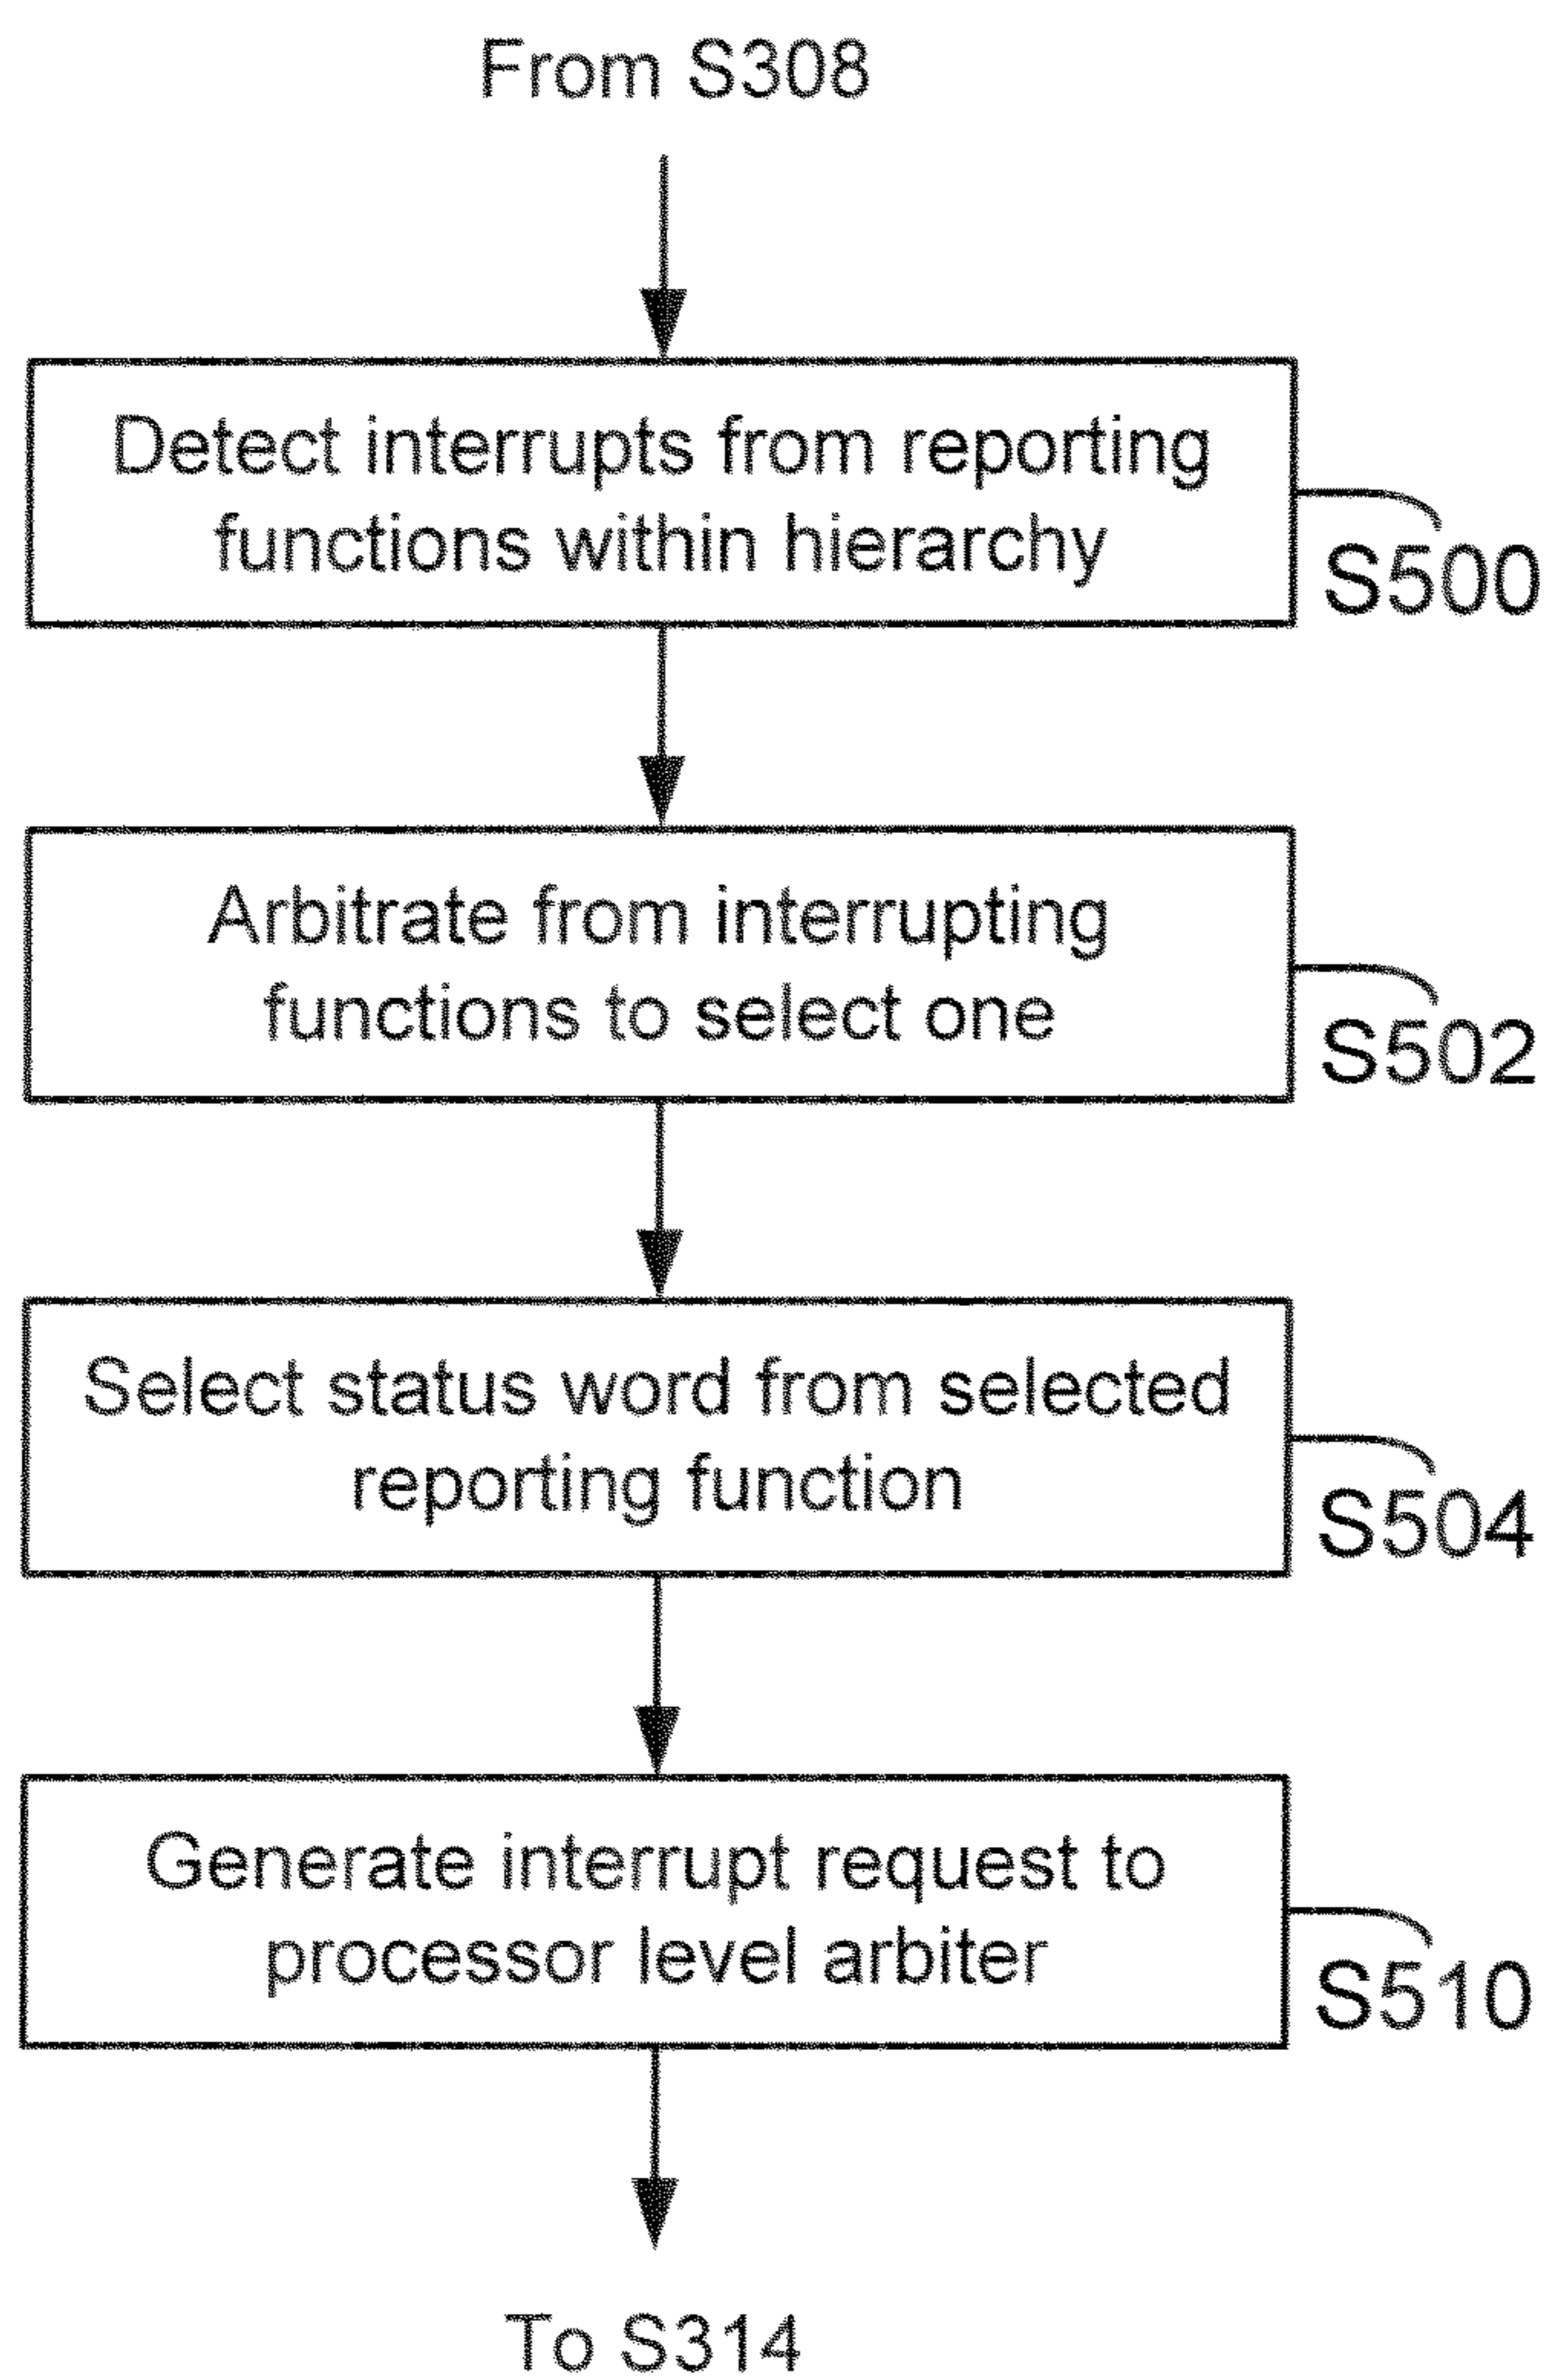 From S308
Detect interrupts from reporting
functions within hierarchy
S500
Arbitrate from interrupting
functions to select one
S502
Select status word from selected
reporting function
S504
Generate interrupt request to
processor level arbiter
S510
To S314